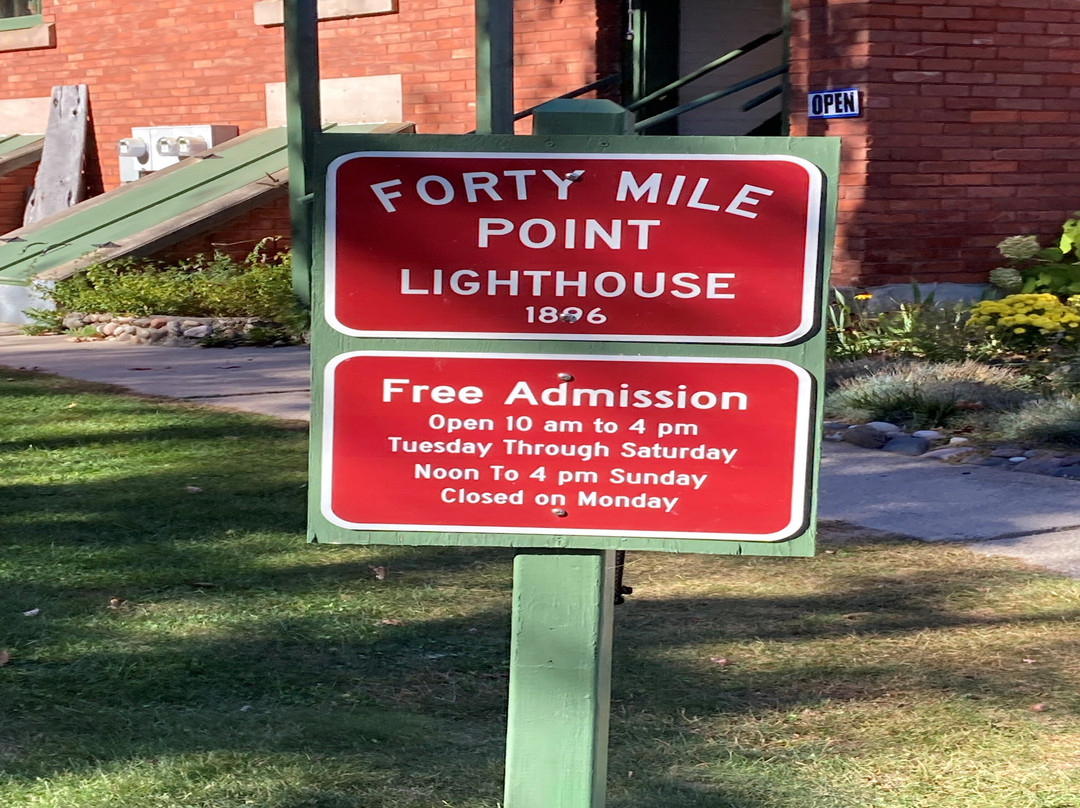 OPEN
FORTY MILE
POINT
LIGHTHOUSE
1896
Free Admission
Open 10 am to 4 pm
Tuesday Through Saturday
Noon To 4 pm Sunday
Closed on Monday